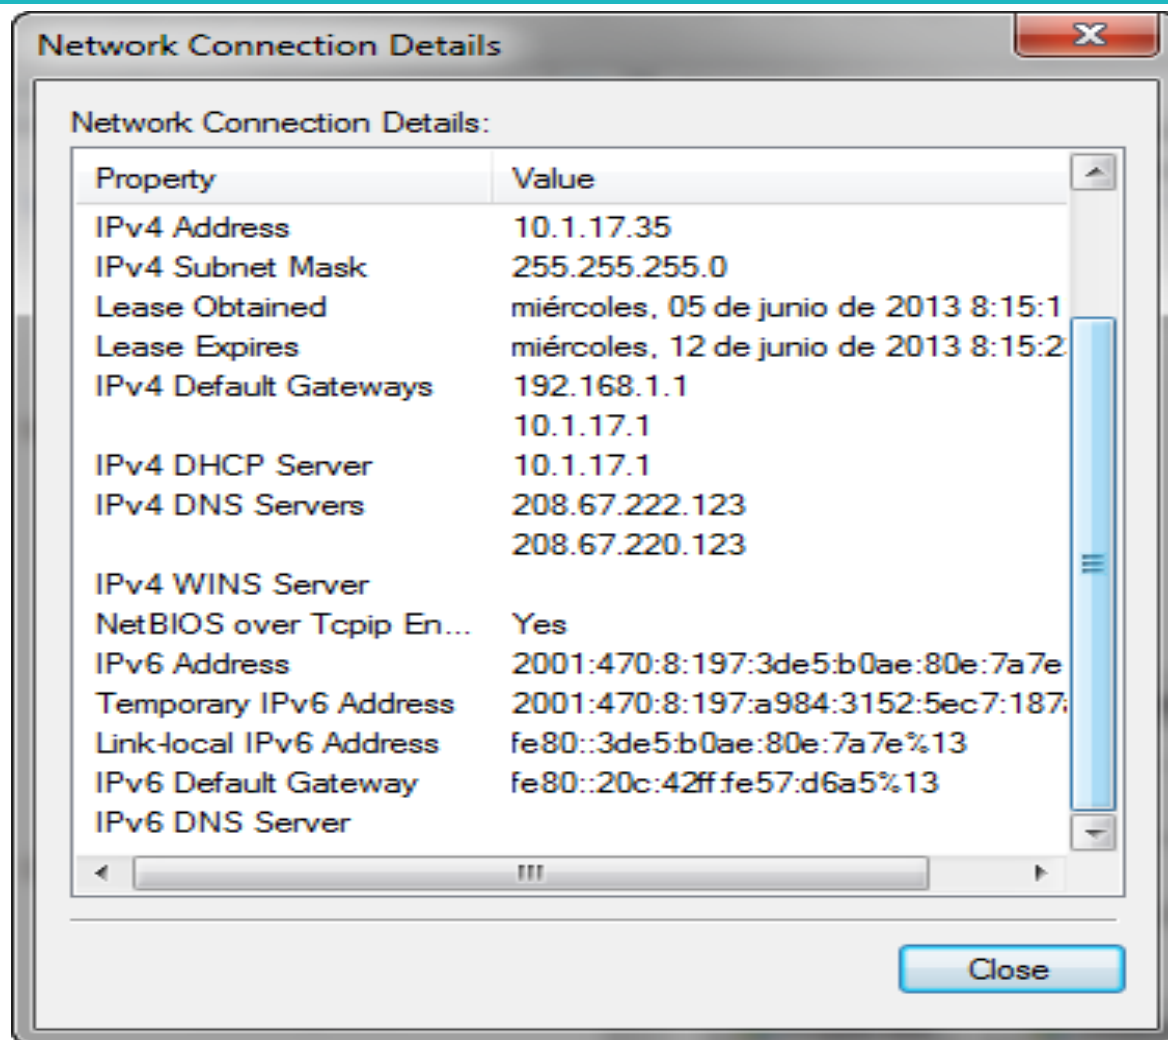 Network Connection Details
Network Connection Details:
Property Value
IPv4 Address 10.1.17.35
IPv4 Subnet Mask 255.255.255.0
Lease Obtained miércoles, 05 de junio de 2013 8:15:1
Lease Expires miércoles, 12 de junio de 2013 8:15:2
IPv4 Default Gateways 192.168.1.1
10.1.17.1
IPv4 DHCP Server 10.1.17.1
IPv4 DNS Servers 208.67.222.123
208.67.220.123
IPv4 WINS Server
NetBIOS over Tcpip En... Yes
IPv6 Address 2001:470:8:197:3de5:b0ae:80e:7a7e
Temporary IPv6 Address 2001:470:8:197:a984:3152:5ec7:187
Link-local IPv6 Address fe80::3de5:b0ae:80e:7a7e%13
IPv6 Default Gateway fe80::20c:42ff:fe57:d6a5%13
IPv6 DNS Server
Close